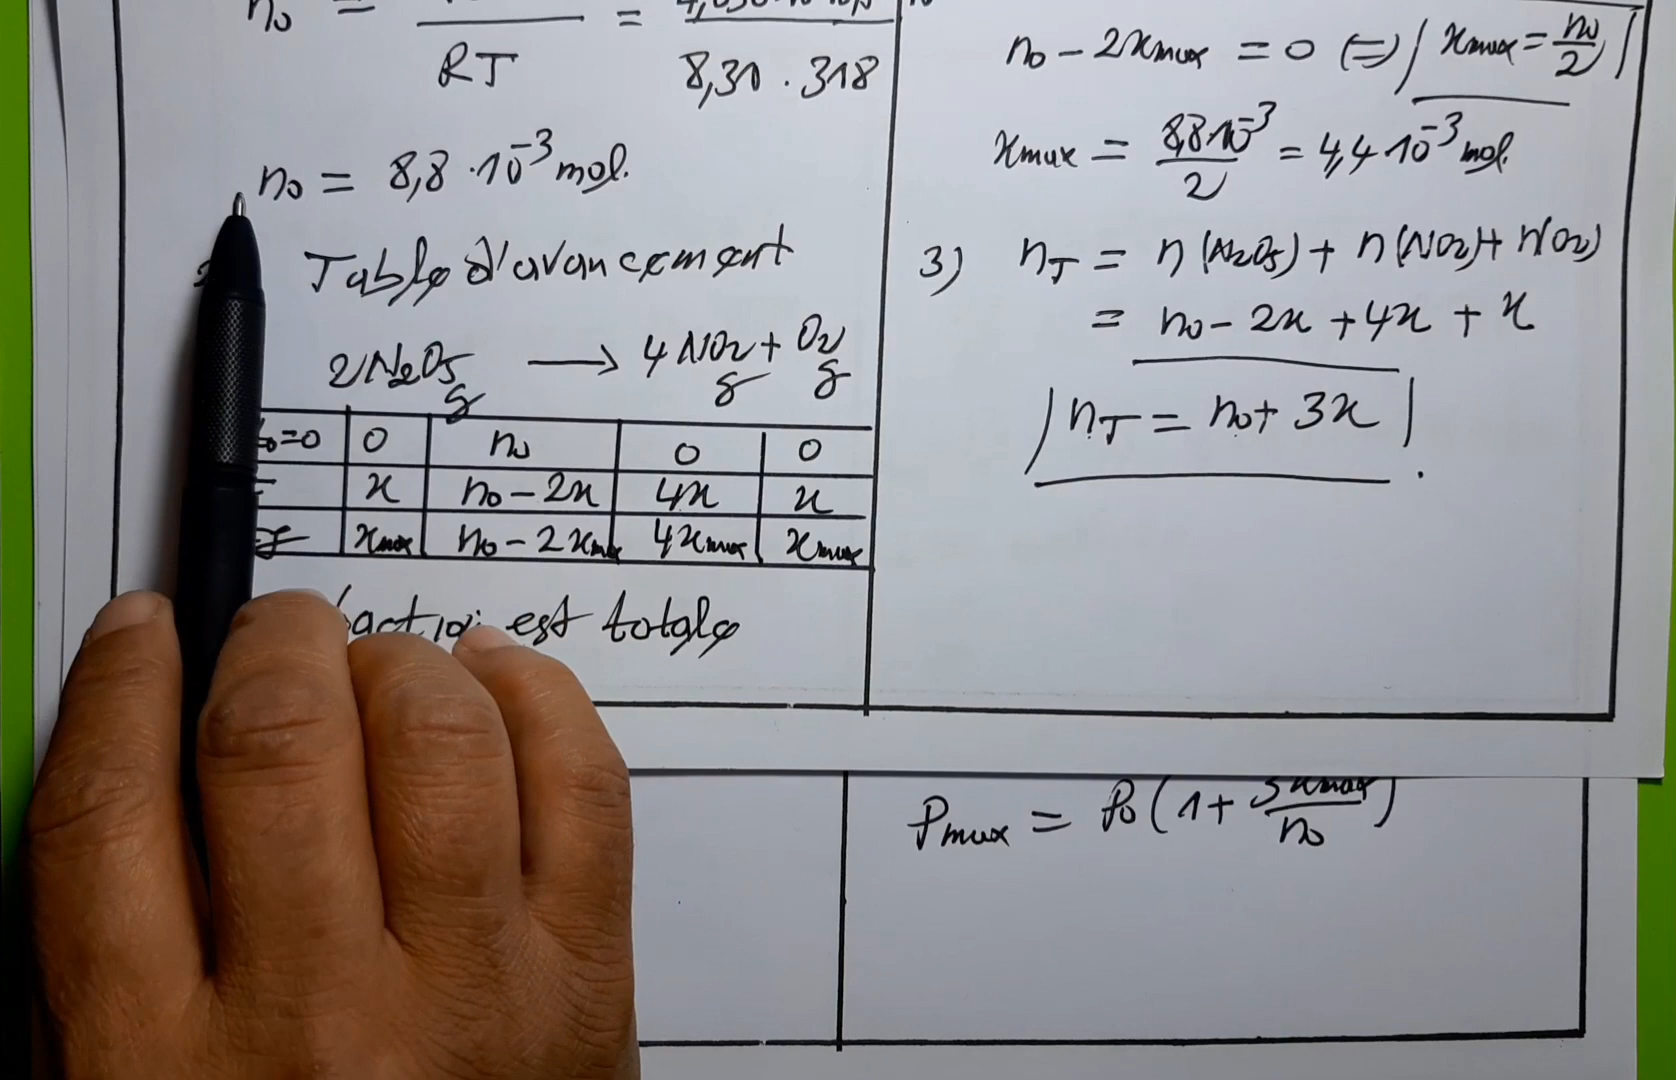 n₀ =
RT
=
8,31 . 318
n₀ = 8,8 . 10⁻³ mol.
Table d'avancement
2N₂O₅ g → 4NO₂ g + O₂ g
=0 | 0 | n₀ | 0 | 0
x | n₀ - 2x | 4x | x
xmax | n₀ - 2xmax | 4xmax | xmax
est totale
n₀ - 2xmax = 0 (=) xmax = n₀/2
xmax = 8,8 10⁻³/2 = 4,4 10⁻³ mol.
3) nT = n(N₂O₅) + n(NO₂) + n(O₂)
= n₀ - 2x + 4x + x
nT = n₀ + 3x .
Pmax = P₀ (1 + 3xmax/n₀)